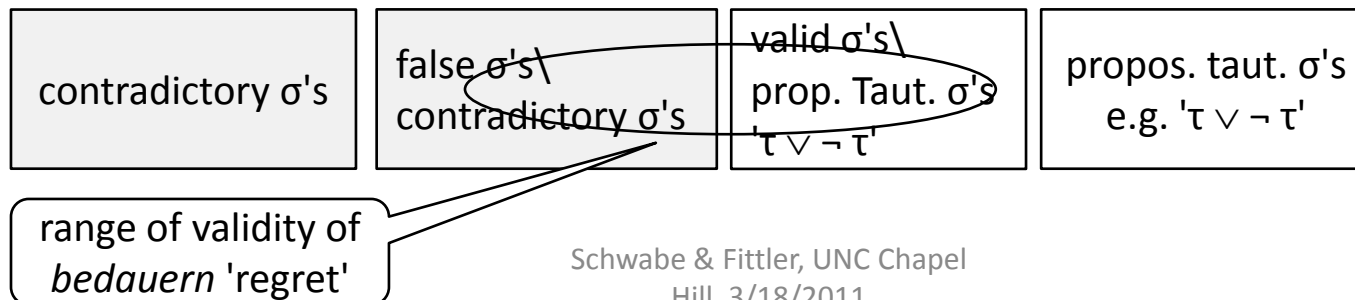 contradictory σ's
false σ's\
contradictory σ's
valid σ's\
prop. Taut. σ's
'τ ∨ ¬ τ'
propos. taut. σ's
e.g. 'τ ∨ ¬ τ'
range of validity of
bedauern 'regret'
Schwabe & Fittler, UNC Chapel
Hill, 3/18/2011